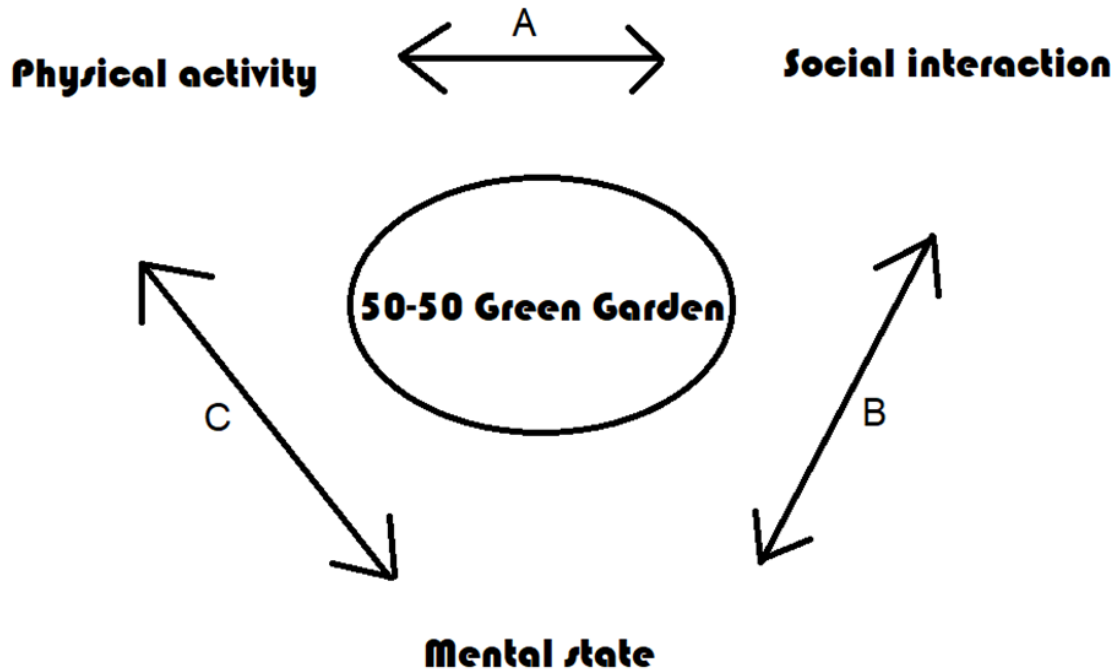 A
Physical activity
Social interaction
50-50 Green Garden
C
B
Mental state